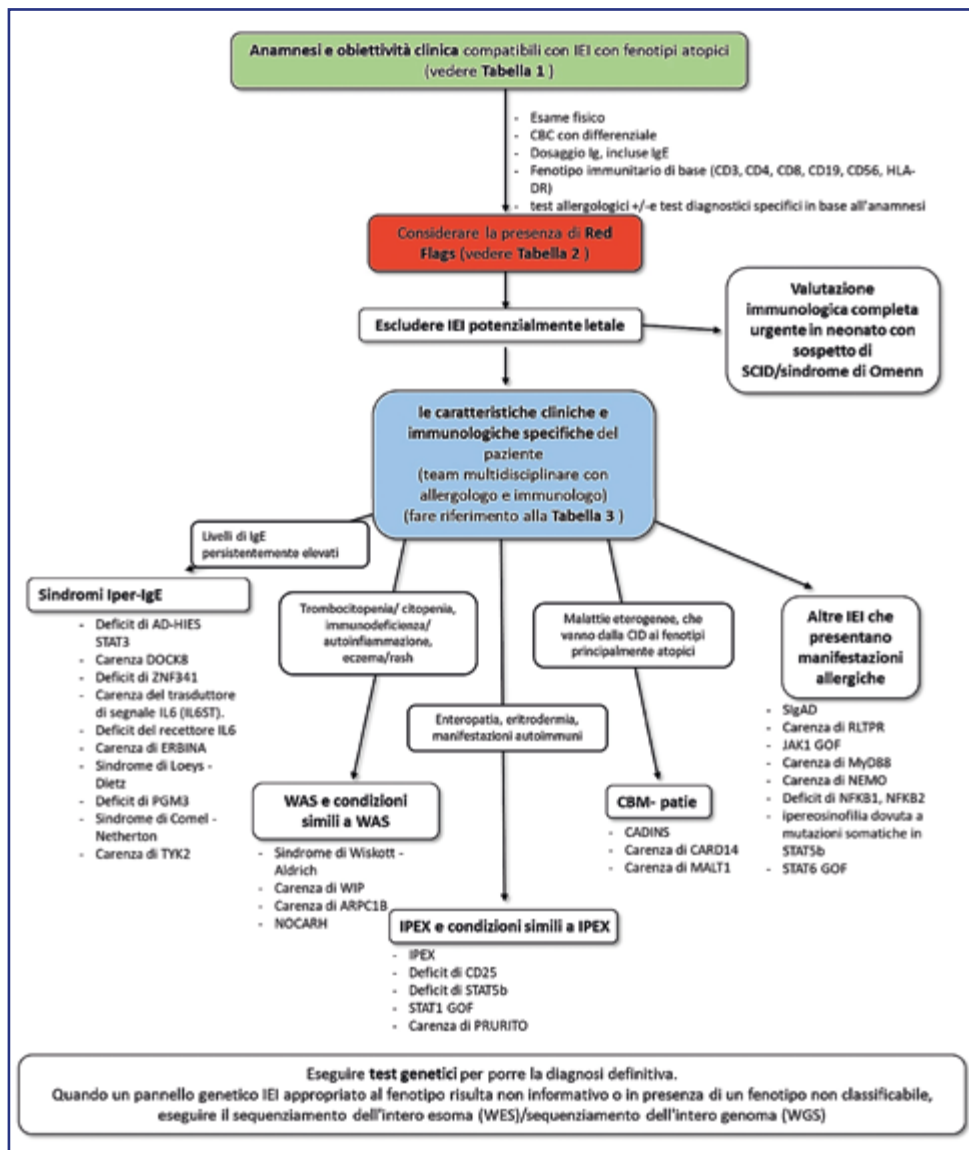 Anamnesi e obiettività clinica compatibili con IEI con fenotipi atopici
(vedere Tabella 1 )
- Esame fisico
- CBC con differenziale
- Dosaggio Ig, incluse IgE
- Fenotipo immunitario di base (CD3, CD4, CD8, CD19, CD56, HLA-
DR)
- test allergologici +/-e test diagnostici specifici in base all'anamnesi
Considerare la presenza di Red
Flags (vedere Tabella 2 )
Escludere IEI potenzialmente letale
Valutazione
immunologica completa
urgente in neonato con
sospetto di
SCID/sindrome di Omenn
le caratteristiche cliniche e
immunologiche specifiche del
paziente
(team multidisciplinare con
allergologo e immunologo)
(fare riferimento alla Tabella 3 )
Livelli di IgE
persistentemente elevati
Sindromi Iper-IgE
- Deficit di AD-HIES
STAT3
- Carenza DOCK8
- Deficit di ZNF341
- Carenza del trasduttore
di segnale IL6 (IL6ST).
- Deficit del recettore IL6
- Carenza di ERBINA
- Sindrome di Loeys -
Dietz
- Deficit di PGM3
- Sindrome di Comel -
Netherton
- Carenza di TYK2
Trombocitopenia/ citopenia,
immunodeficienza/
autoinfiammazione,
eczema/rash
WAS e condizioni
simili a WAS
- Sindrome di Wiskott -
Aldrich
- Carenza di WIP
- Carenza di ARPC1B
- NOCARH
Enteropatia, eritrodermia,
manifestazioni autoimmuni
IPEX e condizioni simili a IPEX
- IPEX
- Deficit di CD25
- Deficit di STAT5b
- STAT1 GOF
- Carenza di PRURITO
Malattie eterogenee, che
vanno dalla CID ai fenotipi
principalmente atopici
CBM- patie
- CADINS
- Carenza di CARD14
- Carenza di MALT1
Altre IEI che
presentano
manifestazioni
allergiche
- SIgAD
- Carenza di RLTPR
- JAK1 GOF
- Carenza di MyD88
- Carenza di NEMO
- Deficit di NFKB1, NFKB2
- ipereosinofilia dovuta a
mutazioni somatiche in
STAT5b
- STAT6 GOF
Eseguire test genetici per porre la diagnosi definitiva.
Quando un pannello genetico IEI appropriato al fenotipo risulta non informativo o in presenza di un fenotipo non classificabile,
eseguire il sequenziamento dell'intero esoma (WES)/sequenziamento dell'intero genoma (WGS)